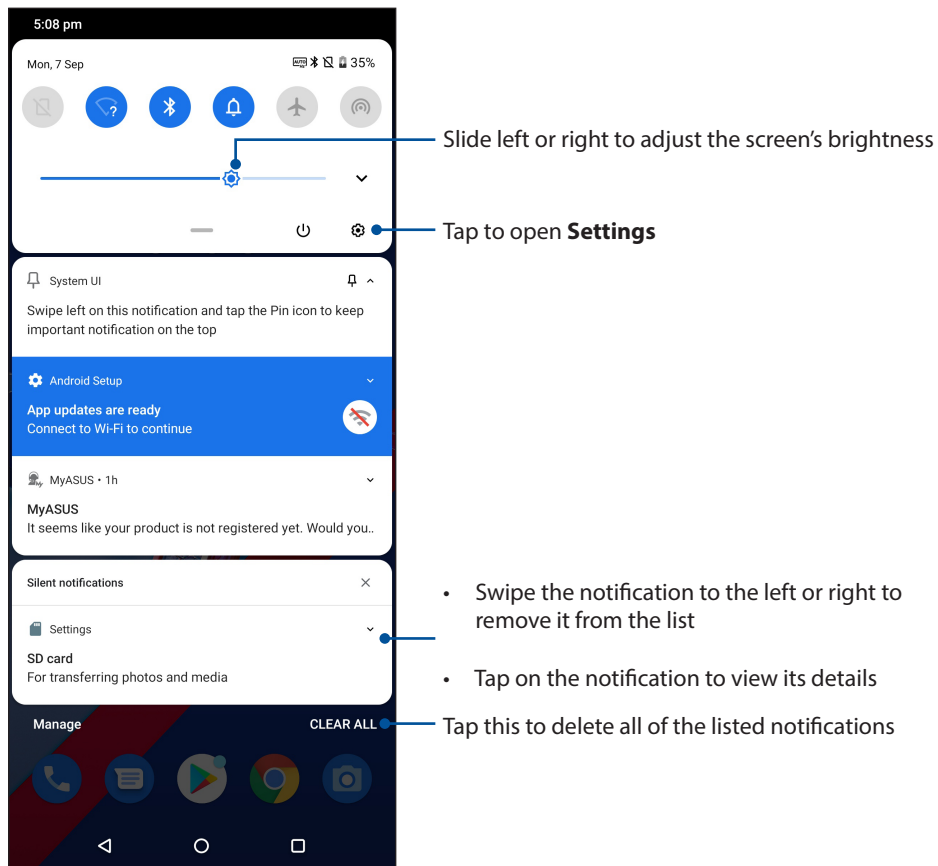 5:08 pm
Mon, 7 Sep
AUTO
35%
?
Slide left or right to adjust the screen’s brightness
Tap to open Settings
System UI
Swipe left on this notification and tap the Pin icon to keep
important notification on the top
Android Setup
App updates are ready
Connect to Wi-Fi to continue
MyASUS • 1h
MyASUS
It seems like your product is not registered yet. Would you..
Silent notifications
Settings
SD card
For transferring photos and media
• Swipe the notification to the left or right to
remove it from the list
• Tap on the notification to view its details
Manage
CLEAR ALL
Tap this to delete all of the listed notifications